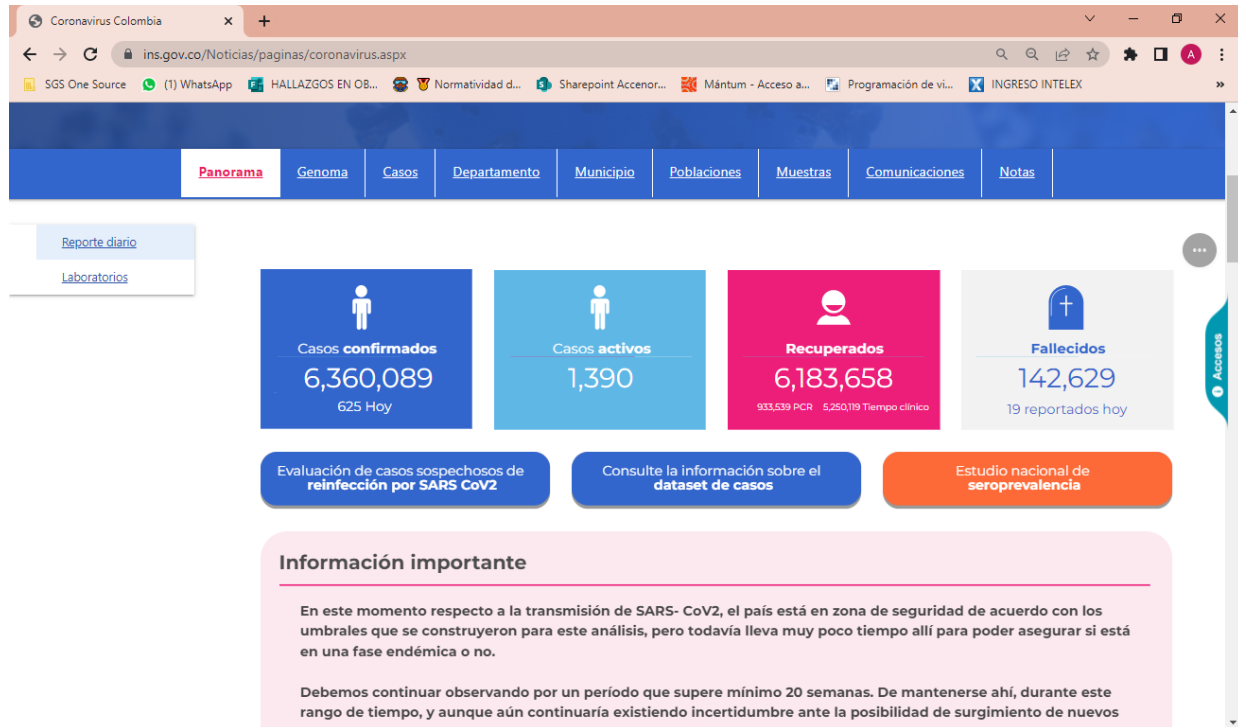 Coronavirus Colombia
ins.gov.co/Noticias/paginas/coronavirus.aspx
A
SGS One Source (1) WhatsApp HALLAZGOS EN OB... Normatividad d... Sharepoint Accenor... Mántum - Acceso a... Programación de vi... INGRESO INTELEX »
Panorama Genoma Casos Departamento Municipio Poblaciones Muestras Comunicaciones Notas
Reporte diario
Laboratorios
Casos confirmados
6,360,089
625 Hoy
Casos activos
1,390
Recuperados
6,183,658
933,539 PCR 5,250,119 Tiempo clínico
Fallecidos
142,629
19 reportados hoy
Accesos
Evaluación de casos sospechosos de
reinfección por SARS CoV2
Consulte la información sobre el
dataset de casos
Estudio nacional de
seroprevalencia
Información importante
En este momento respecto a la transmisión de SARS- CoV2, el país está en zona de seguridad de acuerdo con los
umbrales que se construyeron para este análisis, pero todavía lleva muy poco tiempo allí para poder asegurar si está
en una fase endémica o no.
Debemos continuar observando por un período que supere mínimo 20 semanas. De mantenerse ahí, durante este
rango de tiempo, y aunque aún continuaría existiendo incertidumbre ante la posibilidad de surgimiento de nuevos